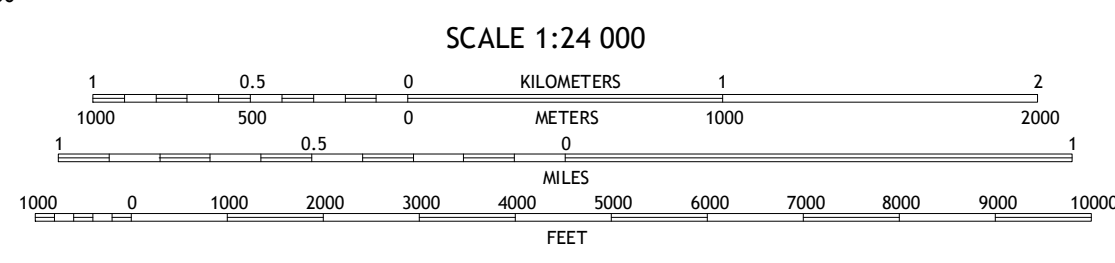 SCALE 1:24 000
1 0.5 0 KILOMETERS 1 2
1000 500 0 METERS 1000 2000
1 0.5 0 1
MILES
1000 0 1000 2000 3000 4000 5000 6000 7000 8000 9000 10000
FEET